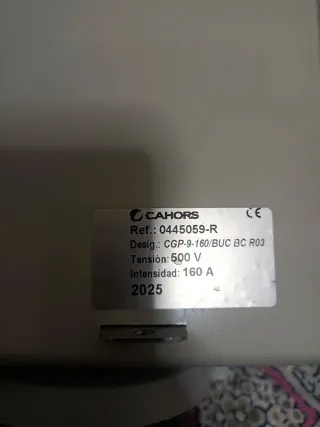 CAHORS CE
Ref.: 0445059-R
Desig.: CGP-9-160/BUC BC R03
Tensión: 500 V
Intensidad: 160 A
2025